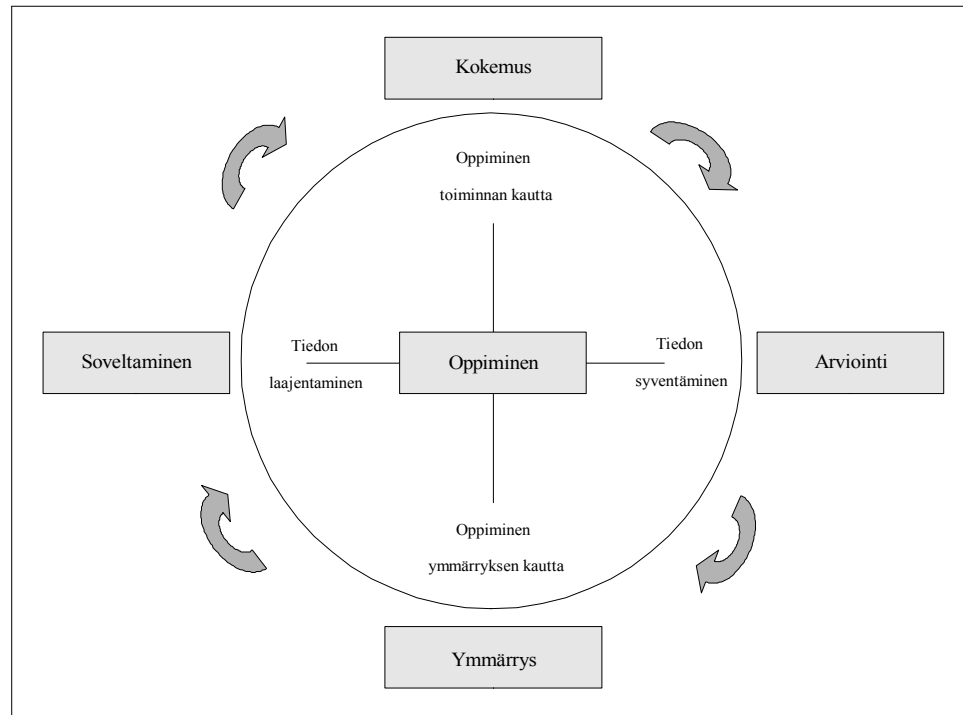 Kokemus
Oppiminen
toiminnan kautta
Soveltaminen
Tiedon
laajentaminen
Oppiminen
Tiedon
syventäminen
Arviointi
Oppiminen
ymmärryksen kautta
Ymmärrys